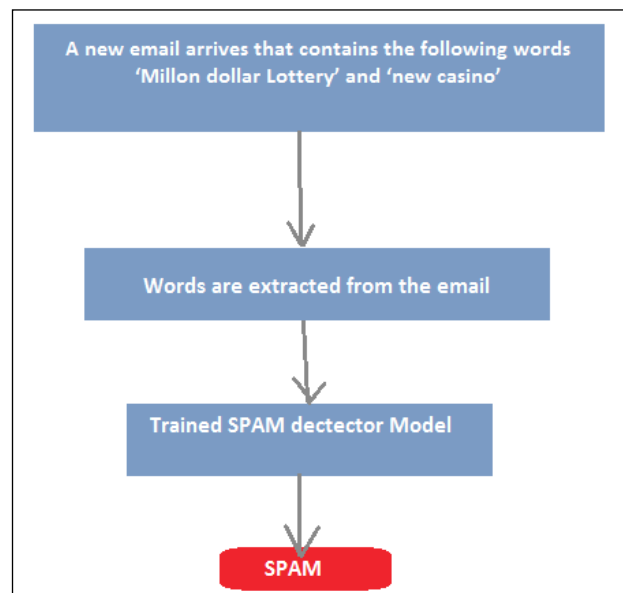 A new email arrives that contains the following words
‘Millon dollar Lottery’ and ‘new casino’
Words are extracted from the email
Trained SPAM dectector Model
SPAM